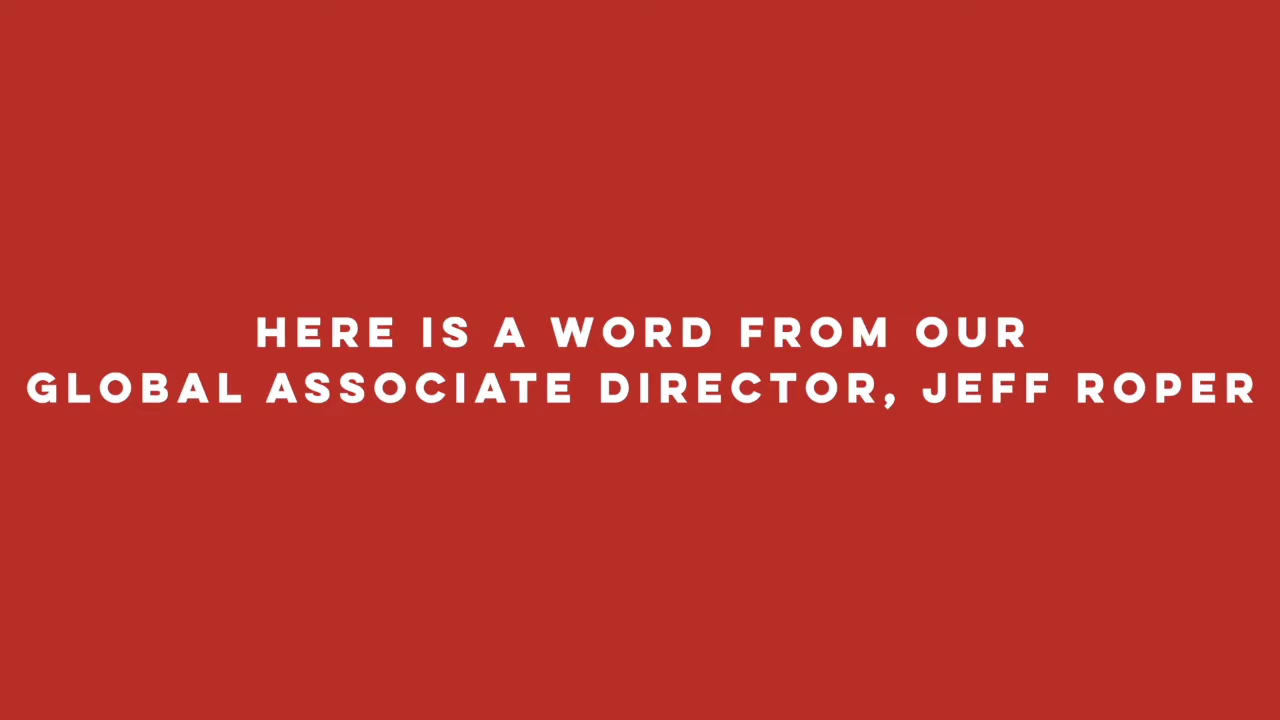 HERE IS A WORD FROM OUR
GLOBAL ASSOCIATE DIRECTOR, JEFF ROPER